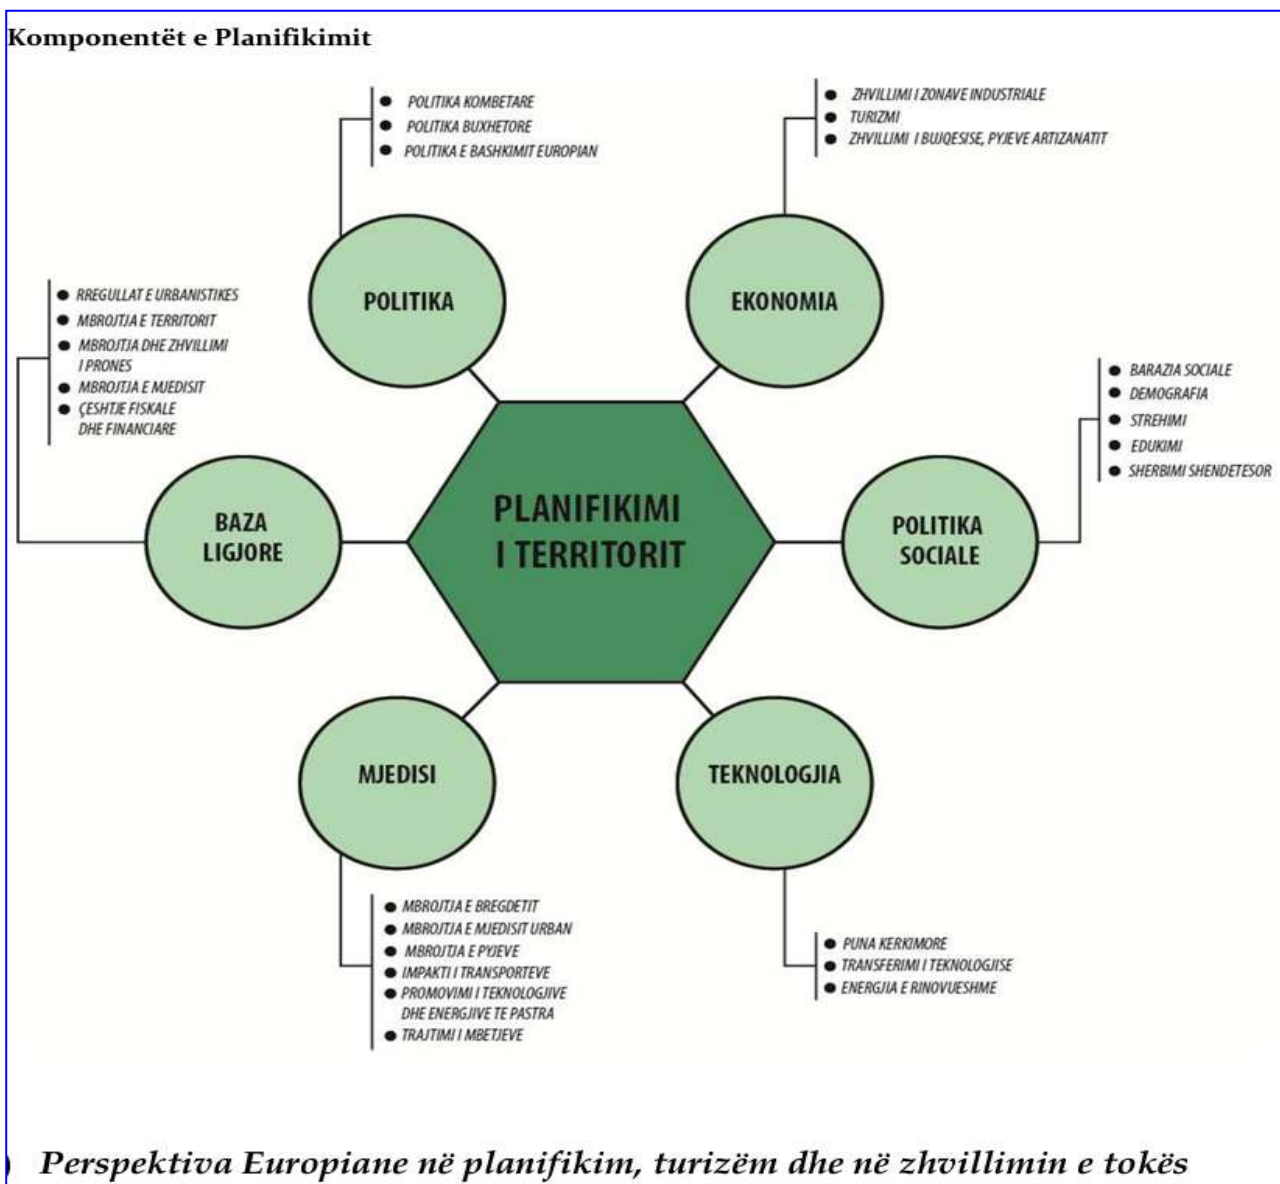 Komponentët e Planifikimit
● POLITIKA KOMBETARE
● POLITIKA BUXHETORE
● POLITIKA E BASHKIMIT EUROPIAN
● ZHVILLIMI I ZONAVE INDUSTRIALE
● TURIZMI
● ZHVILLIMI I BUJQESISE, PYJEVE ARTIZANATIT
POLITIKA
EKONOMIA
● RREGULLAT E URBANISTIKES
● MBROJTJA E TERRITORIT
● MBROJTJA DHE ZHVILLIMI
I PRONES
● MBROJTJA E MJEDISIT
● ÇESHTJE FISKALE
DHE FINANCIARE
● BARAZIA SOCIALE
● DEMOGRAFIA
● STREHIMI
● EDUKIMI
● SHERBIMI SHENDETESOR
BAZA
LIGJORE
PLANIFIKIMI
I TERRITORIT
POLITIKA
SOCIALE
MJEDISI
TEKNOLOGJIA
● MBROJTJA E BREGDETIT
● MBROJTJA E MJEDISIT URBAN
● MBROJTJA E PYJEVE
● IMPAKTI I TRANSPORTEVE
● PROMOVIMI I TEKNOLOGJIVE
DHE ENERGJIVE TE PASTRA
● TRAJTIMI I MBETJEVE
● PUNA KERKIMORE
● TRANSFERIMI I TEKNOLOGJISE
● ENERGJIA E RINOVUESHME
) Perspektiva Europiane në planifikim, turizëm dhe në zhvillimin e tokës